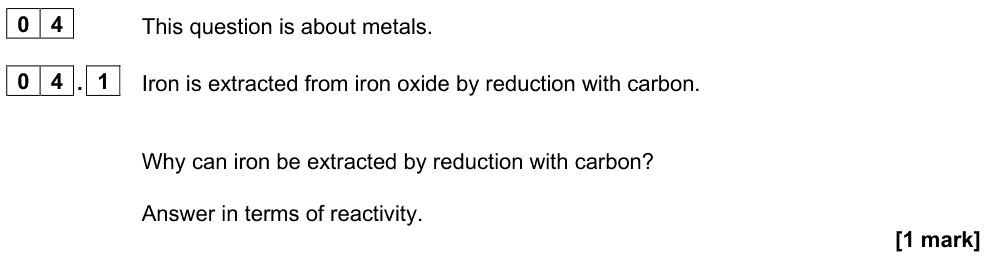 0 4 This question is about metals.
0 4 . 1 Iron is extracted from iron oxide by reduction with carbon.
Why can iron be extracted by reduction with carbon?
Answer in terms of reactivity.
[1 mark]